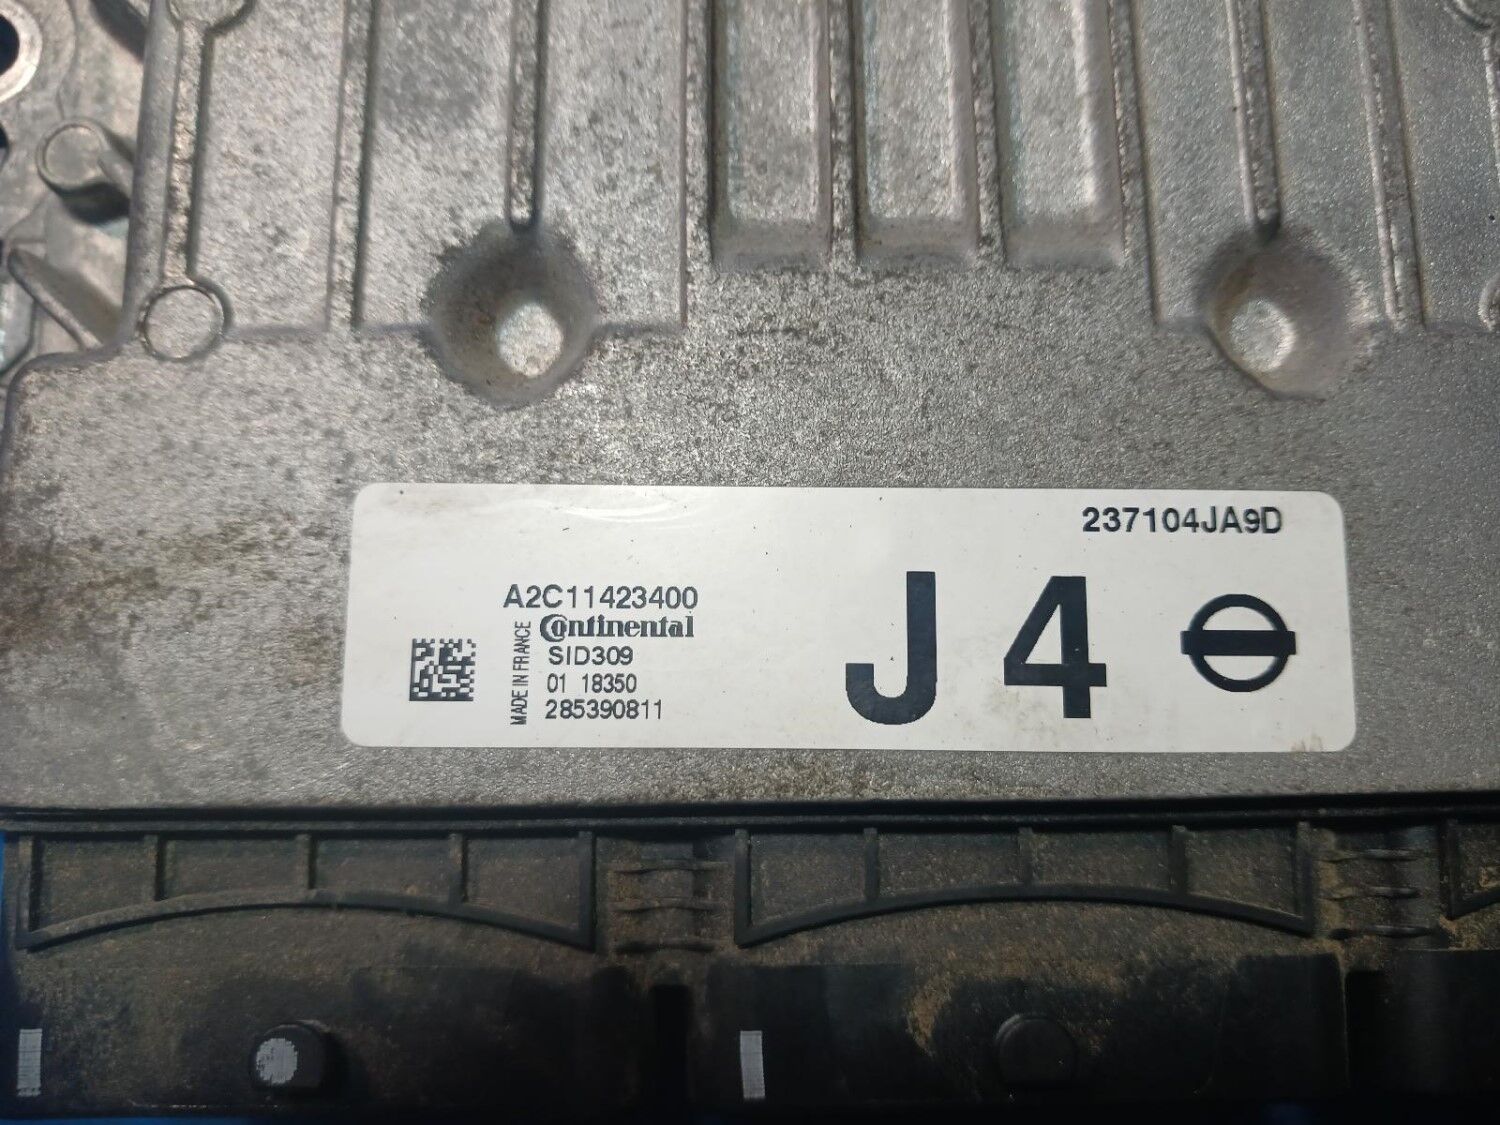 237104JA9D
A2C11423400
Continental
MADE IN FRANCE
SID309
01 18350
285390811
J4